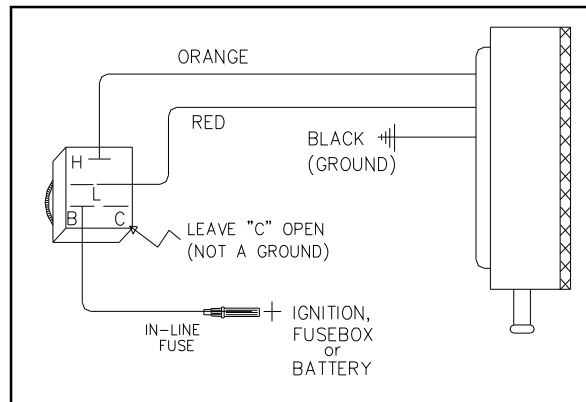 ORANGE
RED
BLACK
(GROUND)
H
L
B C
LEAVE "C" OPEN
(NOT A GROUND)
IN-LINE
FUSE
+ IGNITION,
FUSEBOX
or
BATTERY